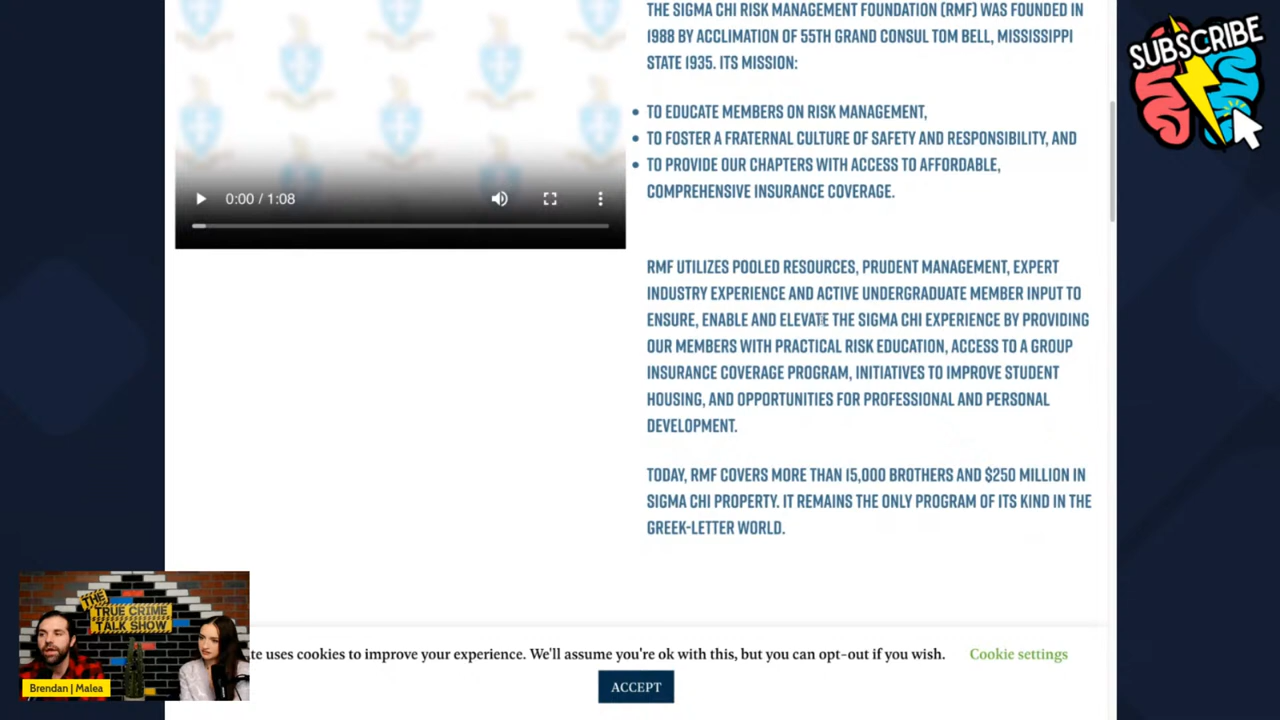 THE SIGMA CHI RISK MANAGEMENT FOUNDATION (RMF) WAS FOUNDED IN
1988 BY ACCLIMATION OF 55TH GRAND CONSUL TOM BELL, MISSISSIPPI
STATE 1935. ITS MISSION:
• TO EDUCATE MEMBERS ON RISK MANAGEMENT,
• TO FOSTER A FRATERNAL CULTURE OF SAFETY AND RESPONSIBILITY, AND
• TO PROVIDE OUR CHAPTERS WITH ACCESS TO AFFORDABLE,
COMPREHENSIVE INSURANCE COVERAGE.
RMF UTILIZES POOLED RESOURCES, PRUDENT MANAGEMENT, EXPERT
INDUSTRY EXPERIENCE AND ACTIVE UNDERGRADUATE MEMBER INPUT TO
ENSURE, ENABLE AND ELEVATE THE SIGMA CHI EXPERIENCE BY PROVIDING
OUR MEMBERS WITH PRACTICAL RISK EDUCATION, ACCESS TO A GROUP
INSURANCE COVERAGE PROGRAM, INITIATIVES TO IMPROVE STUDENT
HOUSING, AND OPPORTUNITIES FOR PROFESSIONAL AND PERSONAL
DEVELOPMENT.
TODAY, RMF COVERS MORE THAN 15,000 BROTHERS AND $250 MILLION IN
SIGMA CHI PROPERTY. IT REMAINS THE ONLY PROGRAM OF ITS KIND IN THE
GREEK-LETTER WORLD.
0:00 / 1:08
SUBSCRIBE
THE
TRUE CRIME
TALK SHOW
Brendan | Malea
te uses cookies to improve your experience. We'll assume you're ok with this, but you can opt-out if you wish.
Cookie settings
ACCEPT